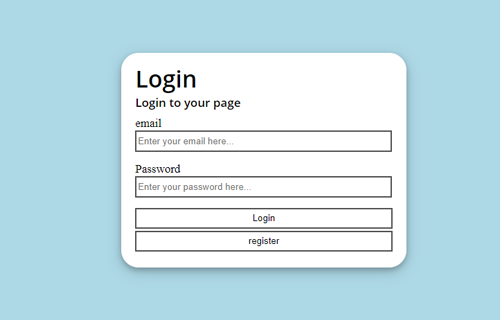 Login
Login to your page
email
Enter your email here...
Password
Enter your password here...
Login
register